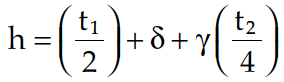 h = (t₁/2) + δ + γ(t₂/4)